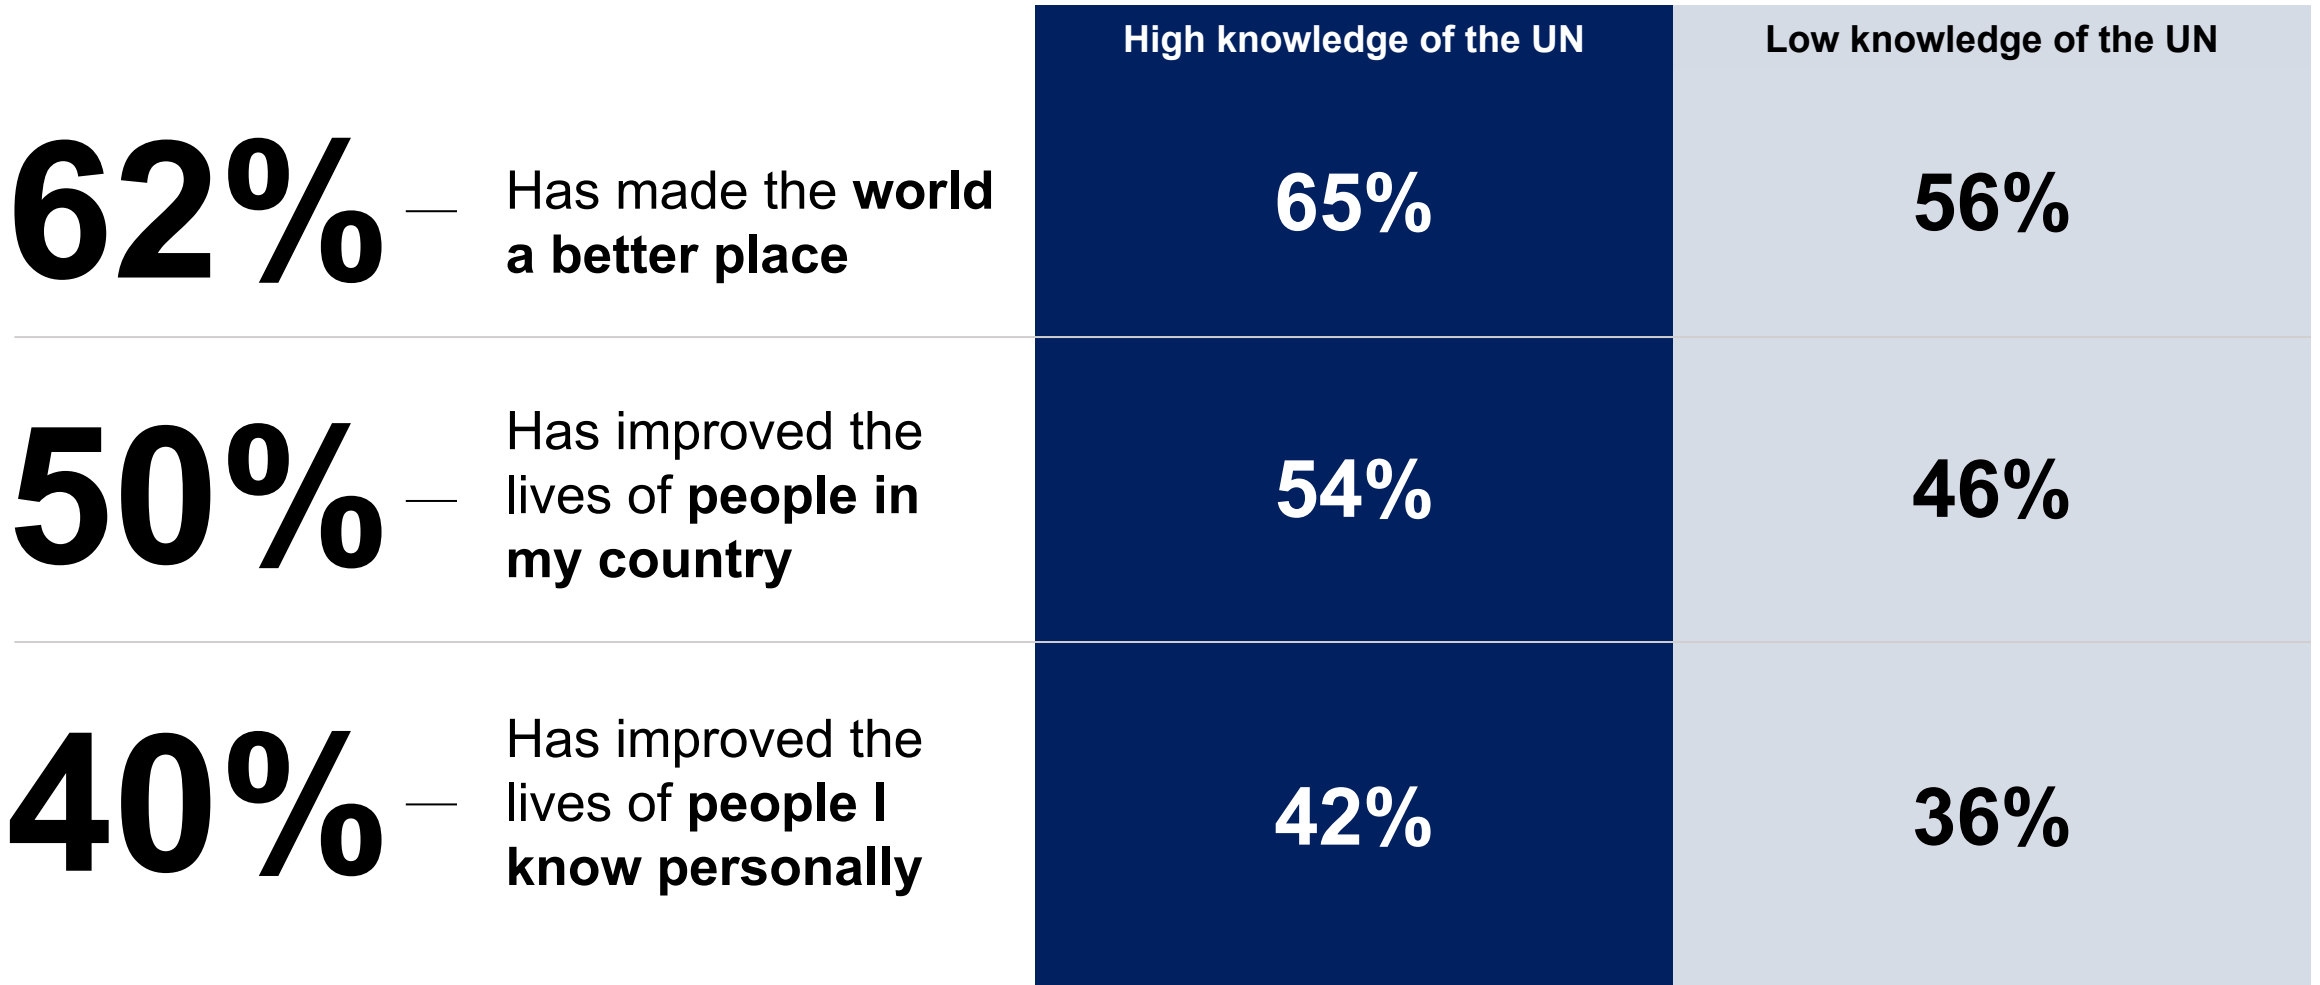 High knowledge of the UN
Low knowledge of the UN
62%
Has made the world
a better place
65%
56%
50%
Has improved the
lives of people in
my country
54%
46%
40%
Has improved the
lives of people I
know personally
42%
36%